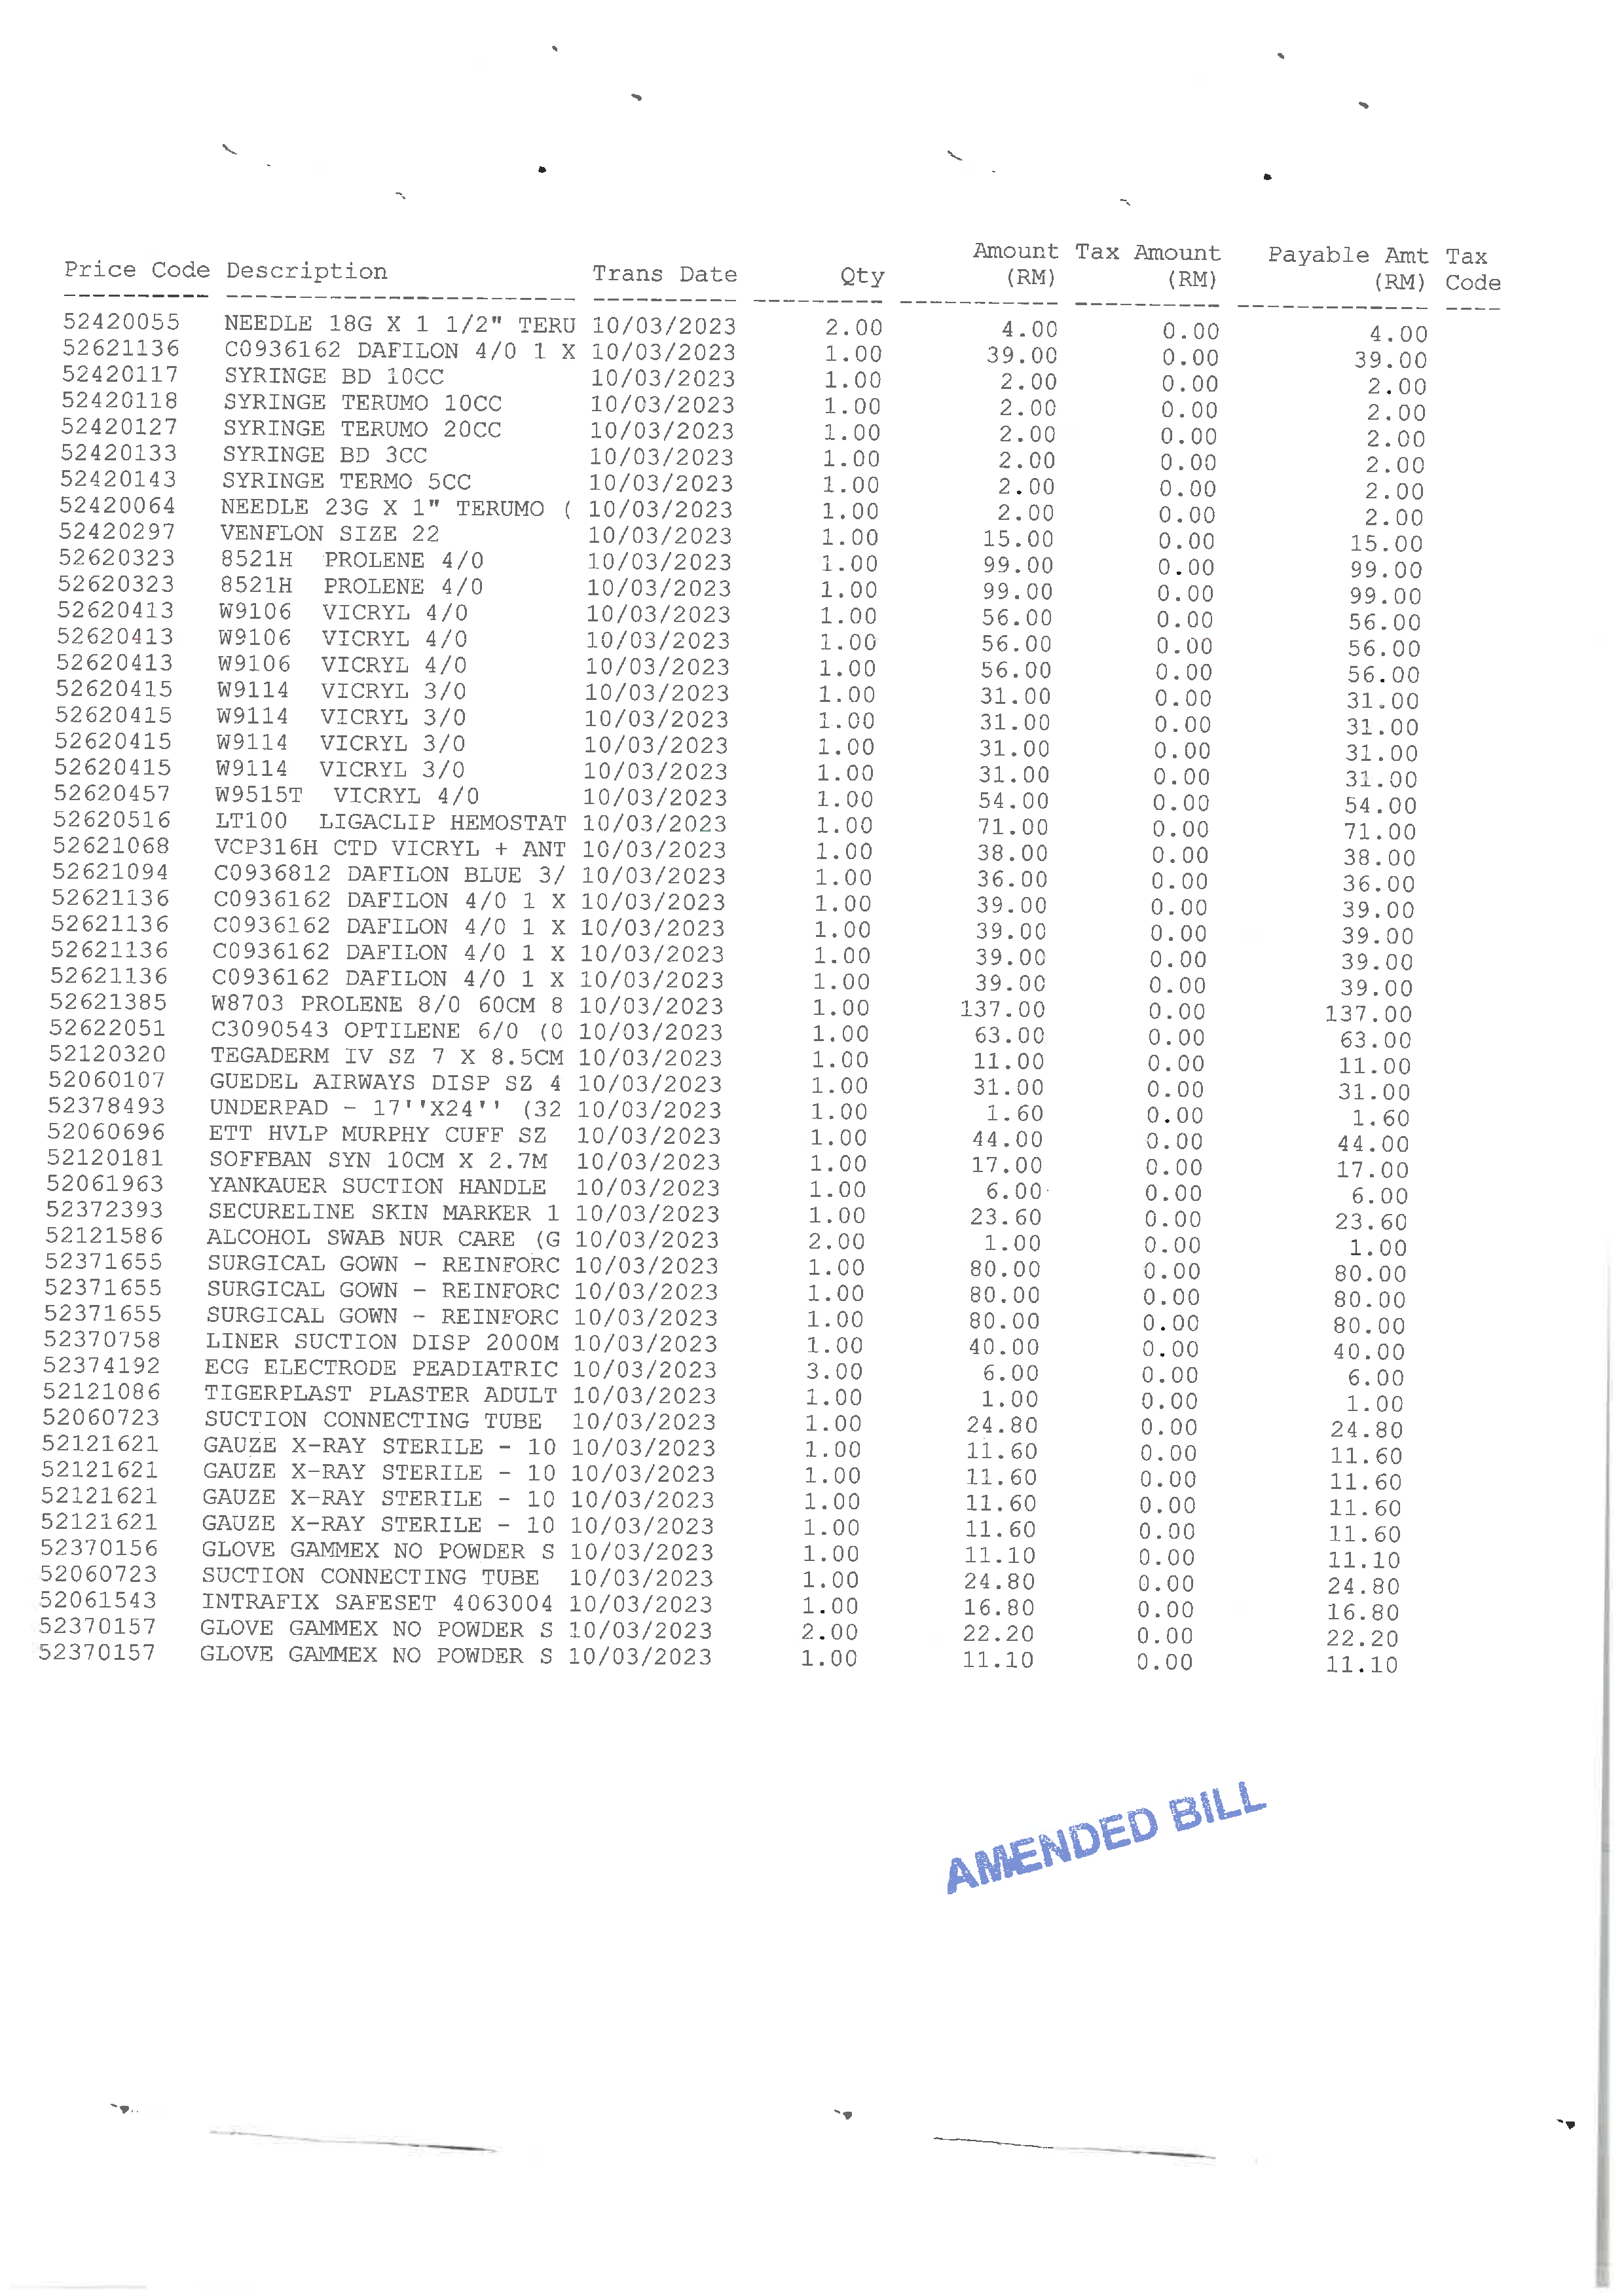 Amount Tax Amount Payable Amt Tax
Price Code Description Trans Date Qty (RM) (RM) (RM) Code
52420055 NEEDLE 18G X 1 1/2" TERU 10/03/2023 2.00 4.00 0.00 4.00
52621136 C0936162 DAFILON 4/0 1 X 10/03/2023 1.00 39.00 0.00 39.00
52420117 SYRINGE BD 10CC 10/03/2023 1.00 2.00 0.00 2.00
52420118 SYRINGE TERUMO 10CC 10/03/2023 1.00 2.00 0.00 2.00
52420127 SYRINGE TERUMO 20CC 10/03/2023 1.00 2.00 0.00 2.00
52420133 SYRINGE BD 3CC 10/03/2023 1.00 2.00 0.00 2.00
52420143 SYRINGE TERMO 5CC 10/03/2023 1.00 2.00 0.00 2.00
52420064 NEEDLE 23G X 1" TERUMO ( 10/03/2023 1.00 2.00 0.00 2.00
52420297 VENFLON SIZE 22 10/03/2023 1.00 15.00 0.00 15.00
52620323 8521H PROLENE 4/0 10/03/2023 1.00 99.00 0.00 99.00
52620323 8521H PROLENE 4/0 10/03/2023 1.00 99.00 0.00 99.00
52620413 W9106 VICRYL 4/0 10/03/2023 1.00 56.00 0.00 56.00
52620413 W9106 VICRYL 4/0 10/03/2023 1.00 56.00 0.00 56.00
52620413 W9106 VICRYL 4/0 10/03/2023 1.00 56.00 0.00 56.00
52620415 W9114 VICRYL 3/0 10/03/2023 1.00 31.00 0.00 31.00
52620415 W9114 VICRYL 3/0 10/03/2023 1.00 31.00 0.00 31.00
52620415 W9114 VICRYL 3/0 10/03/2023 1.00 31.00 0.00 31.00
52620415 W9114 VICRYL 3/0 10/03/2023 1.00 31.00 0.00 31.00
52620457 W9515T VICRYL 4/0 10/03/2023 1.00 54.00 0.00 54.00
52620516 LT100 LIGACLIP HEMOSTAT 10/03/2023 1.00 71.00 0.00 71.00
52621068 VCP316H CTD VICRYL + ANT 10/03/2023 1.00 38.00 0.00 38.00
52621094 C0936812 DAFILON BLUE 3/ 10/03/2023 1.00 36.00 0.00 36.00
52621136 C0936162 DAFILON 4/0 1 X 10/03/2023 1.00 39.00 0.00 39.00
52621136 C0936162 DAFILON 4/0 1 X 10/03/2023 1.00 39.00 0.00 39.00
52621136 C0936162 DAFILON 4/0 1 X 10/03/2023 1.00 39.00 0.00 39.00
52621136 C0936162 DAFILON 4/0 1 X 10/03/2023 1.00 39.00 0.00 39.00
52621385 W8703 PROLENE 8/0 60CM 8 10/03/2023 1.00 137.00 0.00 137.00
52622051 C3090543 OPTILENE 6/0 (0 10/03/2023 1.00 63.00 0.00 63.00
52120320 TEGADERM IV SZ 7 X 8.5CM 10/03/2023 1.00 11.00 0.00 11.00
52060107 GUEDEL AIRWAYS DISP SZ 4 10/03/2023 1.00 31.00 0.00 31.00
52378493 UNDERPAD - 17''X24'' (32 10/03/2023 1.00 1.60 0.00 1.60
52060696 ETT HVLP MURPHY CUFF SZ 10/03/2023 1.00 44.00 0.00 44.00
52120181 SOFFBAN SYN 10CM X 2.7M 10/03/2023 1.00 17.00 0.00 17.00
52061963 YANKAUER SUCTION HANDLE 10/03/2023 1.00 6.00 0.00 6.00
52372393 SECURELINE SKIN MARKER 1 10/03/2023 1.00 23.60 0.00 23.60
52121586 ALCOHOL SWAB NUR CARE (G 10/03/2023 2.00 1.00 0.00 1.00
52371655 SURGICAL GOWN - REINFORC 10/03/2023 1.00 80.00 0.00 80.00
52371655 SURGICAL GOWN - REINFORC 10/03/2023 1.00 80.00 0.00 80.00
52371655 SURGICAL GOWN - REINFORC 10/03/2023 1.00 80.00 0.00 80.00
52370758 LINER SUCTION DISP 2000M 10/03/2023 1.00 40.00 0.00 40.00
52374192 ECG ELECTRODE PEADIATRIC 10/03/2023 3.00 6.00 0.00 6.00
52121086 TIGERPLAST PLASTER ADULT 10/03/2023 1.00 1.00 0.00 1.00
52060723 SUCTION CONNECTING TUBE 10/03/2023 1.00 24.80 0.00 24.80
52121621 GAUZE X-RAY STERILE - 10 10/03/2023 1.00 11.60 0.00 11.60
52121621 GAUZE X-RAY STERILE - 10 10/03/2023 1.00 11.60 0.00 11.60
52121621 GAUZE X-RAY STERILE - 10 10/03/2023 1.00 11.60 0.00 11.60
52121621 GAUZE X-RAY STERILE - 10 10/03/2023 1.00 11.60 0.00 11.60
52370156 GLOVE GAMMEX NO POWDER S 10/03/2023 1.00 11.10 0.00 11.10
52060723 SUCTION CONNECTING TUBE 10/03/2023 1.00 24.80 0.00 24.80
52061543 INTRAFIX SAFESET 4063004 10/03/2023 1.00 16.80 0.00 16.80
52370157 GLOVE GAMMEX NO POWDER S 10/03/2023 2.00 22.20 0.00 22.20
52370157 GLOVE GAMMEX NO POWDER S 10/03/2023 1.00 11.10 0.00 11.10
AMENDED BILL